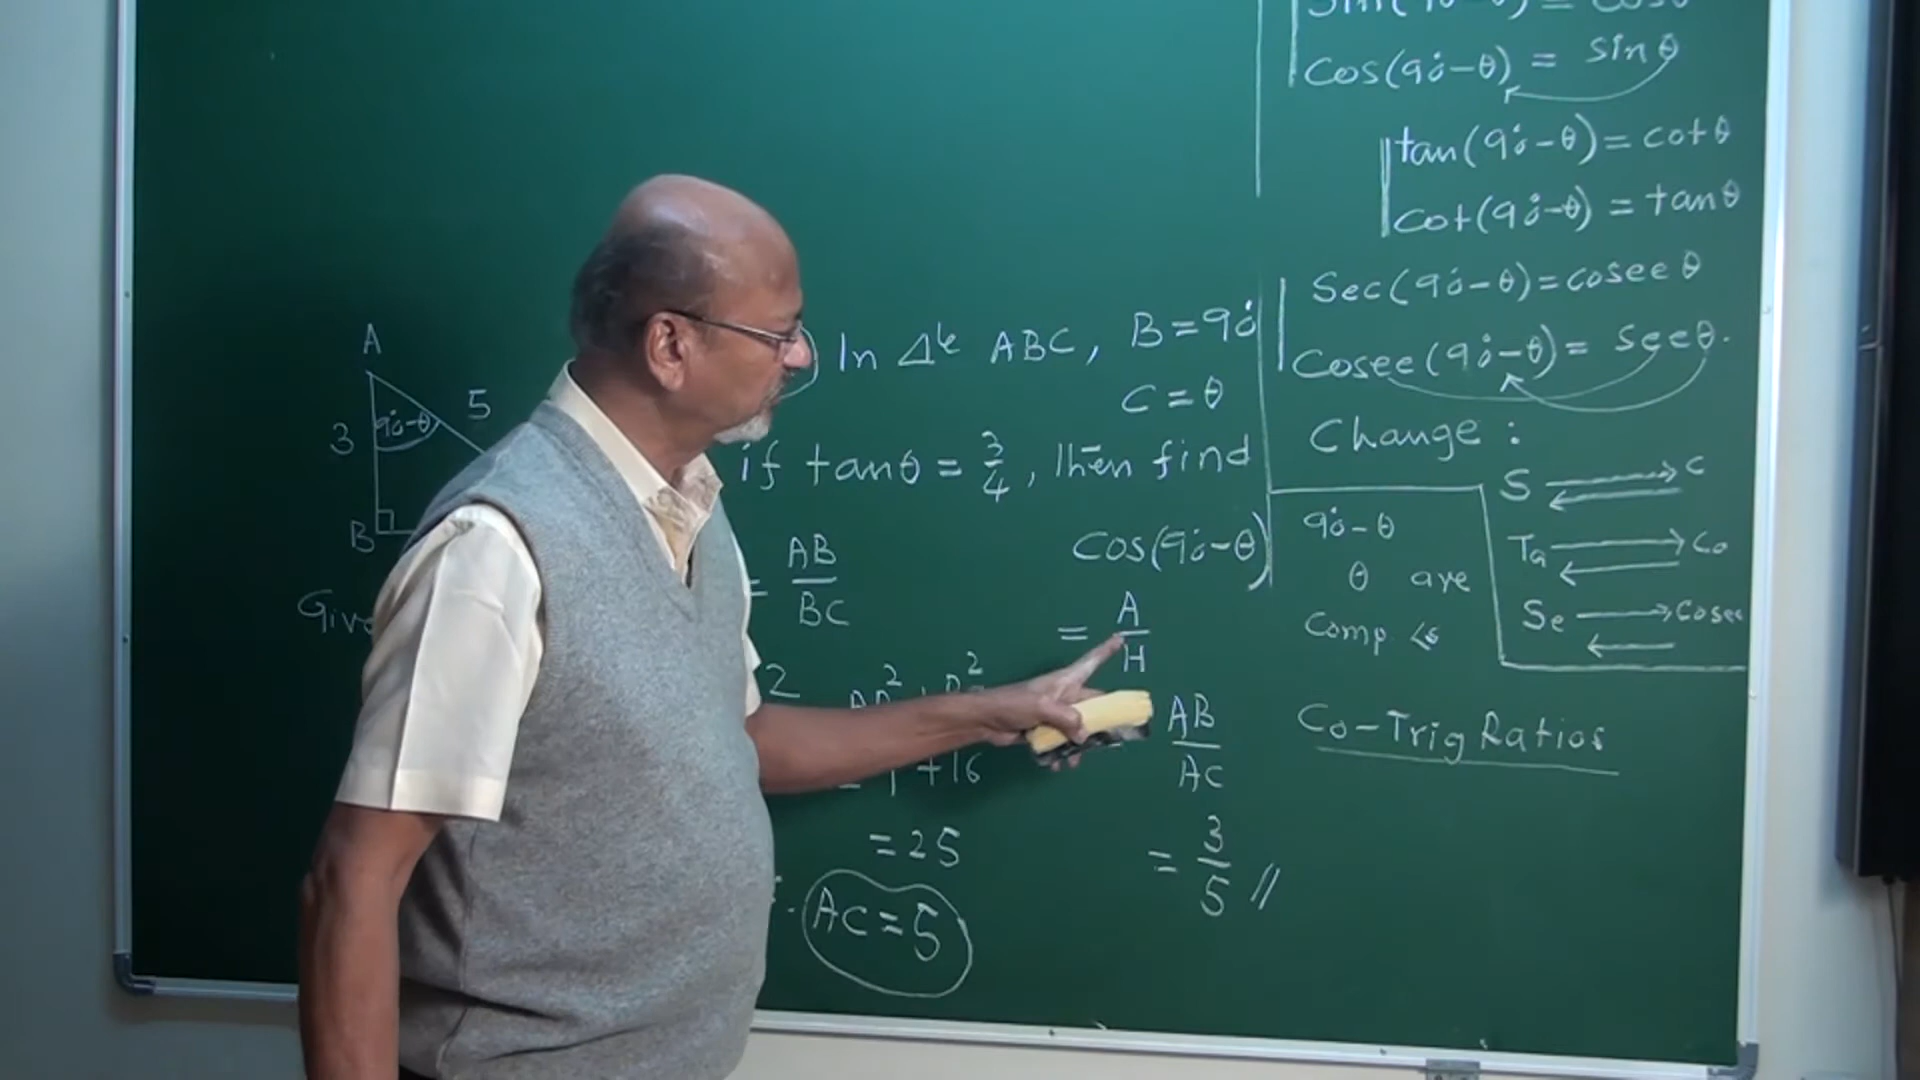 A
3
90-θ
5
B
) In Δle ABC, B = 90
C = θ
if tanθ = 3/4, then find
cos(90-θ)
= AB/BC
= A/H
2
+ 16
AB/AC
= 25
= 3/5 //
AC = 5
Cos(90-θ) = sinθ
tan(90-θ) = cotθ
cot(90-θ) = tanθ
Sec(90-θ) = cosecθ
Cosec(90-θ) = secθ.
Change :
S C
Ta Co
Se Cosec
90-θ
θ are
Comp ∠s
Co-Trig Ratios